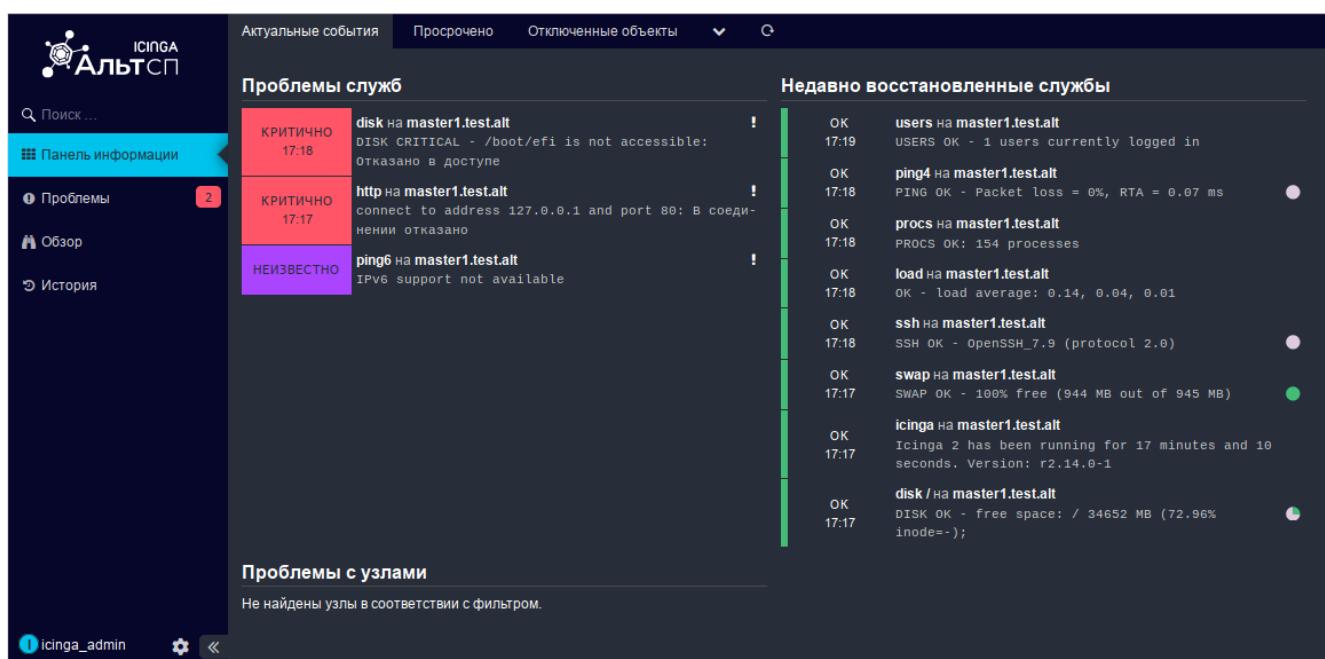 ICINGA
АЛЬТСП
Поиск ...
Панель информации
Проблемы
2
Обзор
История
icinga_admin
Актуальные события
Просрочено
Отключенные объекты
Проблемы служб
КРИТИЧНО
17:18
disk на master1.test.alt
DISK CRITICAL - /boot/efi is not accessible:
Отказано в доступе
КРИТИЧНО
17:17
http на master1.test.alt
connect to address 127.0.0.1 and port 80: В соеди-
нении отказано
НЕИЗВЕСТНО
ping6 на master1.test.alt
IPv6 support not available
Проблемы с узлами
Не найдены узлы в соответствии с фильтром.
Недавно восстановленные службы
ОК
17:19
users на master1.test.alt
USERS OK - 1 users currently logged in
ОК
17:18
ping4 на master1.test.alt
PING OK - Packet loss = 0%, RTA = 0.07 ms
ОК
17:18
procs на master1.test.alt
PROCS OK: 154 processes
ОК
17:18
load на master1.test.alt
OK - load average: 0.14, 0.04, 0.01
ОК
17:18
ssh на master1.test.alt
SSH OK - OpenSSH_7.9 (protocol 2.0)
ОК
17:17
swap на master1.test.alt
SWAP OK - 100% free (944 MB out of 945 MB)
ОК
17:17
icinga на master1.test.alt
Icinga 2 has been running for 17 minutes and 10
seconds. Version: r2.14.0-1
ОК
17:17
disk / на master1.test.alt
DISK OK - free space: / 34652 MB (72.96%
inode=-);